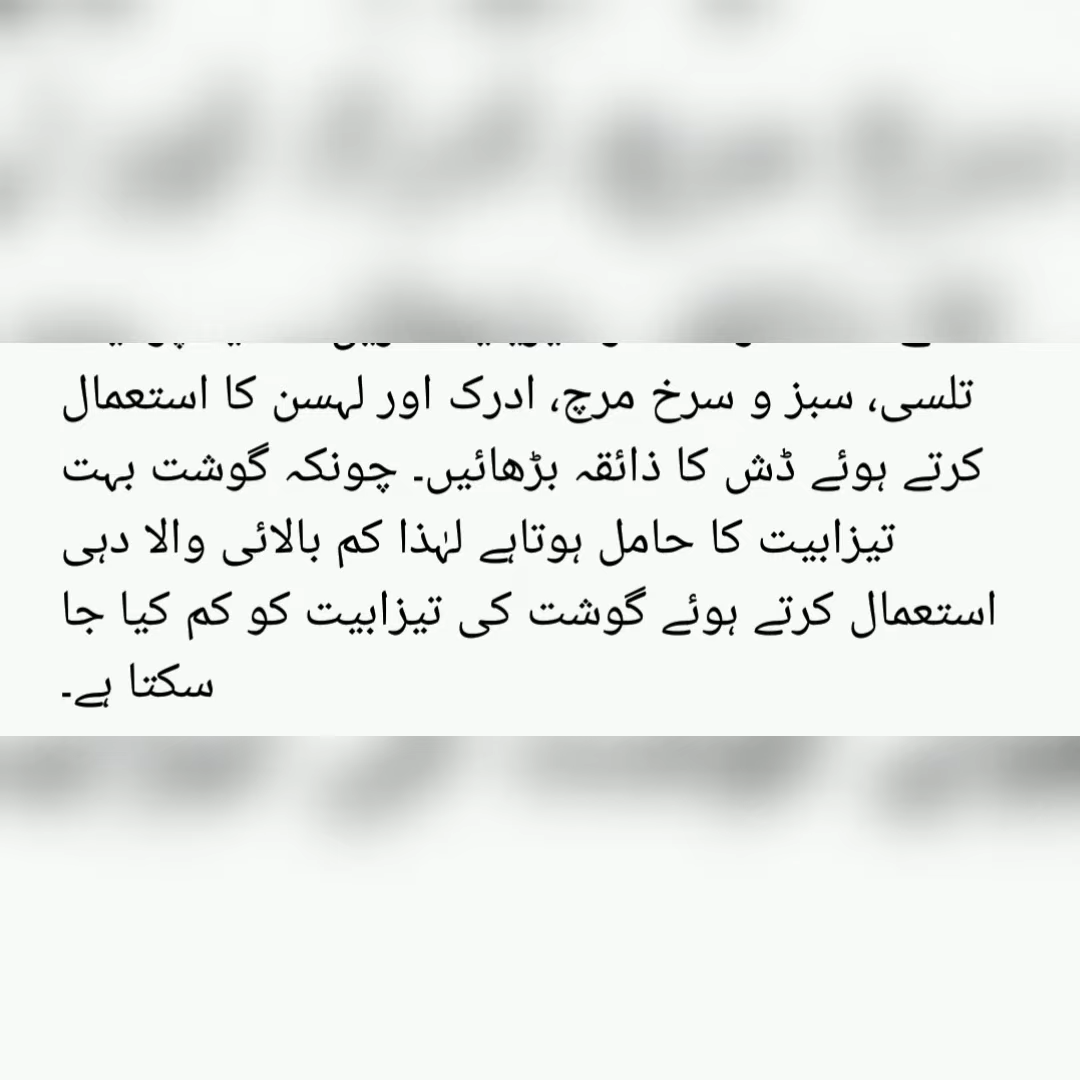 تلسی، سبز و سرخ مرچ، ادرک اور لہسن کا استعمال
کرتے ہوئے ڈش کا ذائقہ بڑھائیں۔ چونکہ گوشت بہت
تیزابیت کا حامل ہوتاہے لہٰذا کم بالائی والا دہی
استعمال کرتے ہوئے گوشت کی تیزابیت کو کم کیا جا
سکتا ہے۔